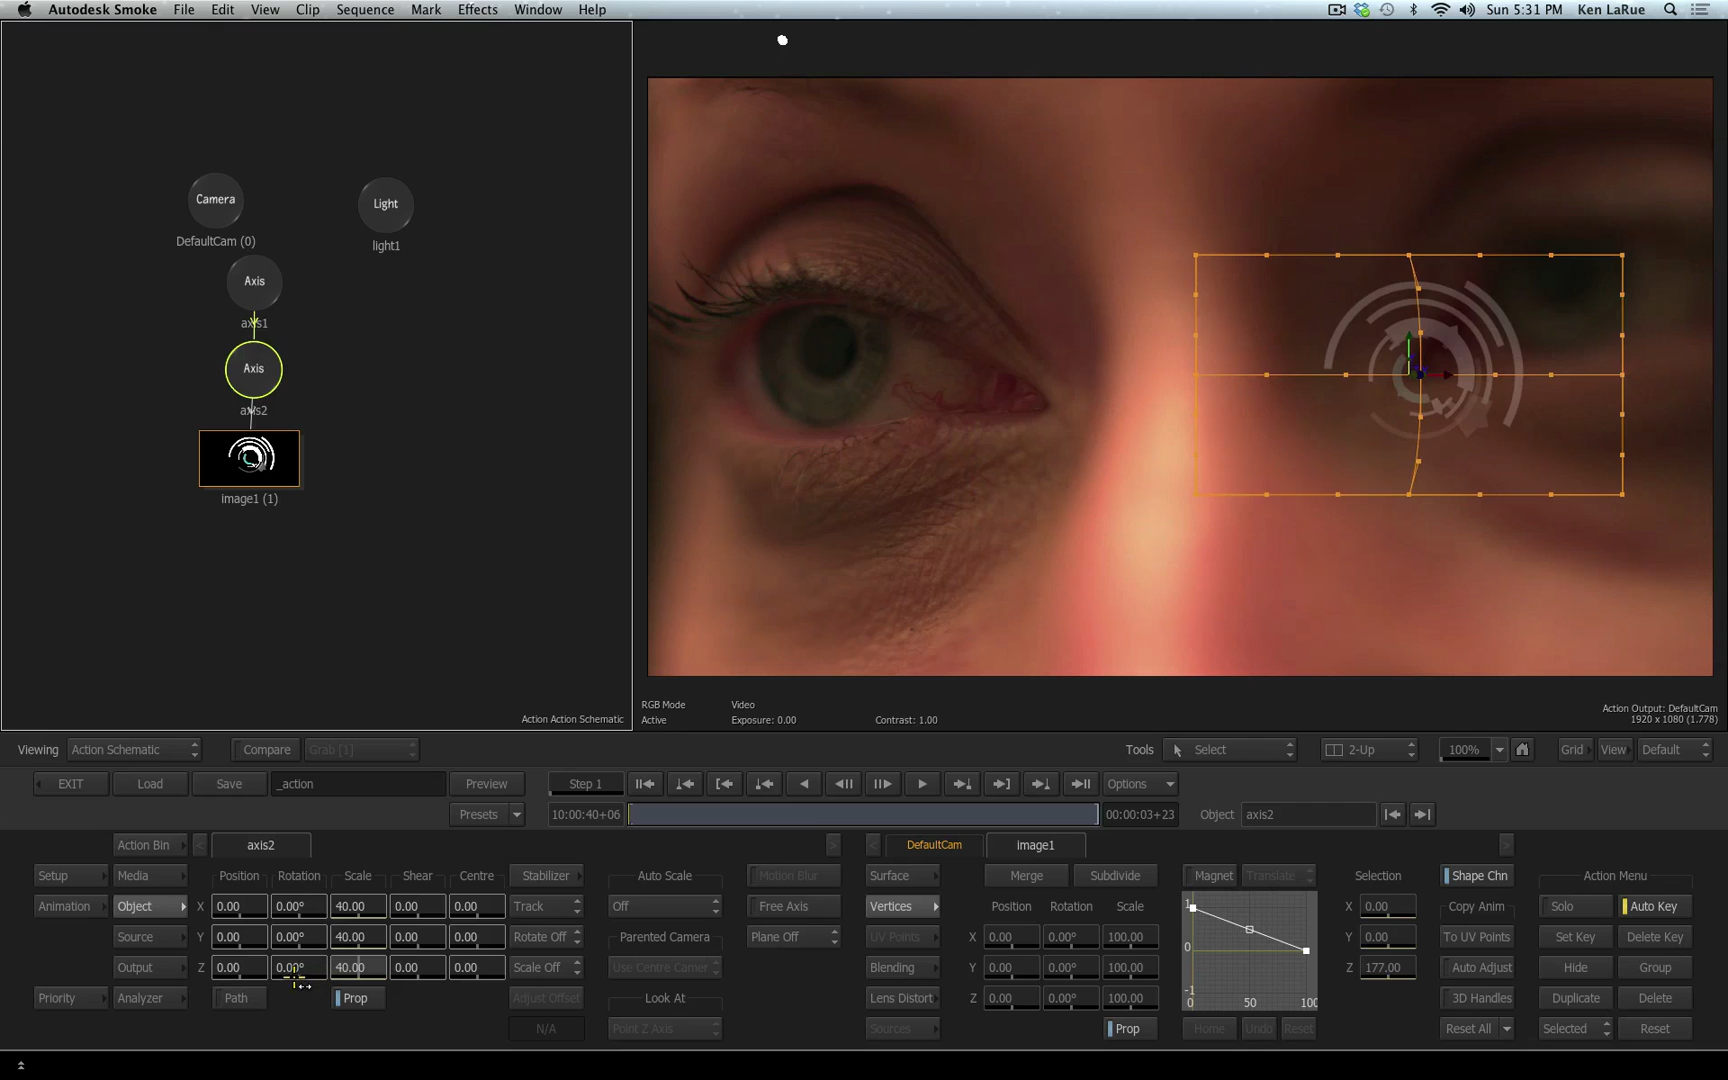 Autodesk Smoke File Edit View Clip Sequence Mark Effects Window Help Sun 5:31 PM Ken LaRue
Camera
DefaultCam (0)
Light
light1
Axis
axis1
Axis
axis2
image1 (1)
Action Action Schematic
RGB Mode Video
Active Exposure: 0.00 Contrast: 1.00
Action Output: DefaultCam
1920 x 1080 (1.778)
Viewing Action Schematic Compare Grab [1] Tools Select 2-Up 100% Grid View Default
EXIT Load Save _action Preview Step 1 Options
Presets 10:00:40+06 00:00:03+23 Object axis2
Action Bin < axis2 > < DefaultCam image1 >
Setup Media Position Rotation Scale Shear Centre Stabilizer Auto Scale Motion Blur Surface Merge Subdivide Magnet Translate Selection Shape Chn Action Menu
Animation Object X 0.00 0.00° 40.00 0.00 0.00 Track Off Free Axis Vertices Position Rotation Scale X 0.00 Copy Anim Solo Auto Key
Source Y 0.00 0.00° 40.00 0.00 0.00 Rotate Off Parented Camera Plane Off UV Points X 0.00 0.00° 100.00 Y 0.00 To UV Points Set Key Delete Key
Output Z 0.00 0.00° 40.00 0.00 0.00 Scale Off Use Centre Camer Blending Y 0.00 0.00° 100.00 Z 177.00 Auto Adjust Hide Group
Priority Analyzer Path Prop Adjust Offset Look At Lens Distort Z 0.00 0.00° 100.00 3D Handles Duplicate Delete
1
0
-1
0 50 100
N/A Point Z Axis Sources Prop Home Undo Reset Reset All Selected Reset